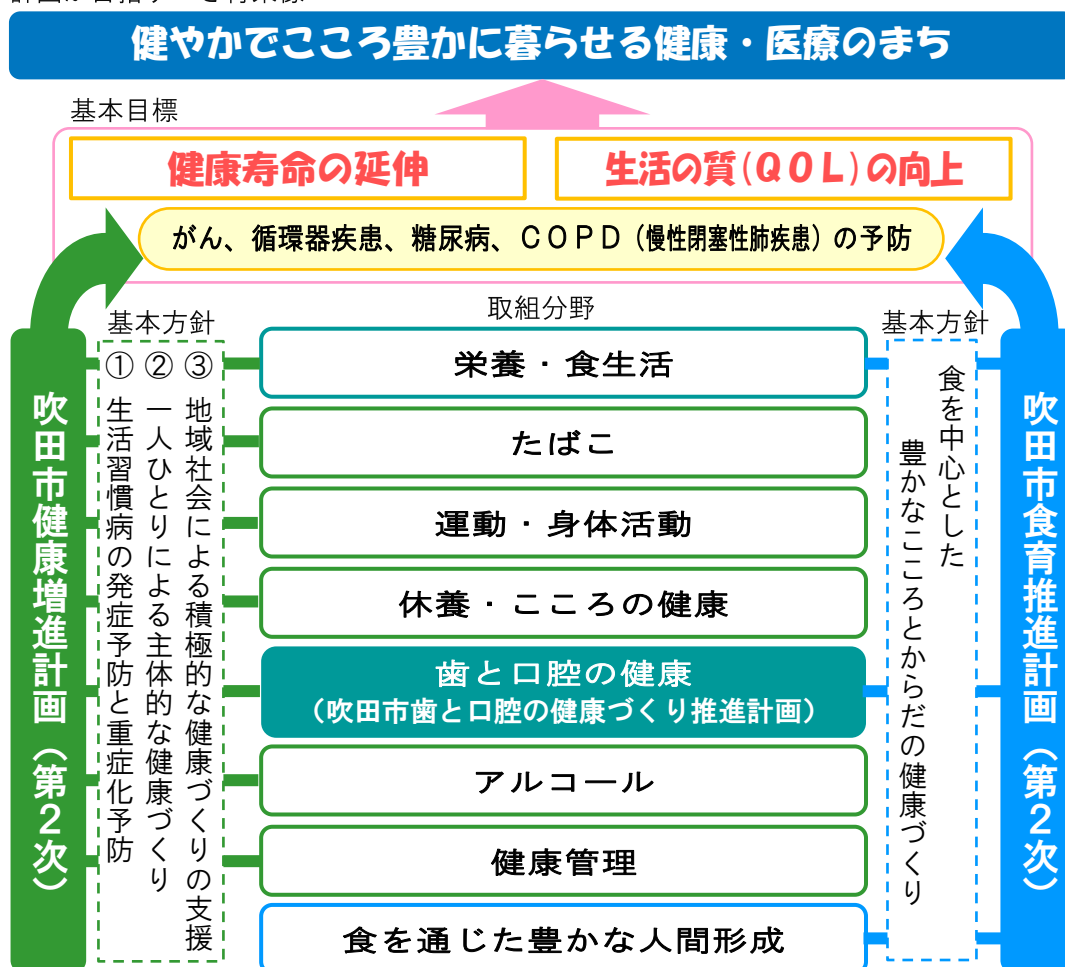 健やかでこころ豊かに暮らせる健康・医療のまち
基本目標
健康寿命の延伸
生活の質(QOL)の向上
がん、循環器疾患、糖尿病、COPD(慢性閉塞性肺疾患)の予防
取組分野
基本方針
基本方針
吹田市健康増進計画(第2次)
① 生活習慣病の発症予防と重症化予防
② 一人ひとりによる主体的な健康づくり
③ 地域社会による積極的な健康づくりの支援
栄養・食生活
たばこ
運動・身体活動
休養・こころの健康
歯と口腔の健康
(吹田市歯と口腔の健康づくり推進計画)
アルコール
健康管理
食を通じた豊かな人間形成
食を中心とした
豊かなこころとからだの健康づくり
吹田市食育推進計画(第2次)